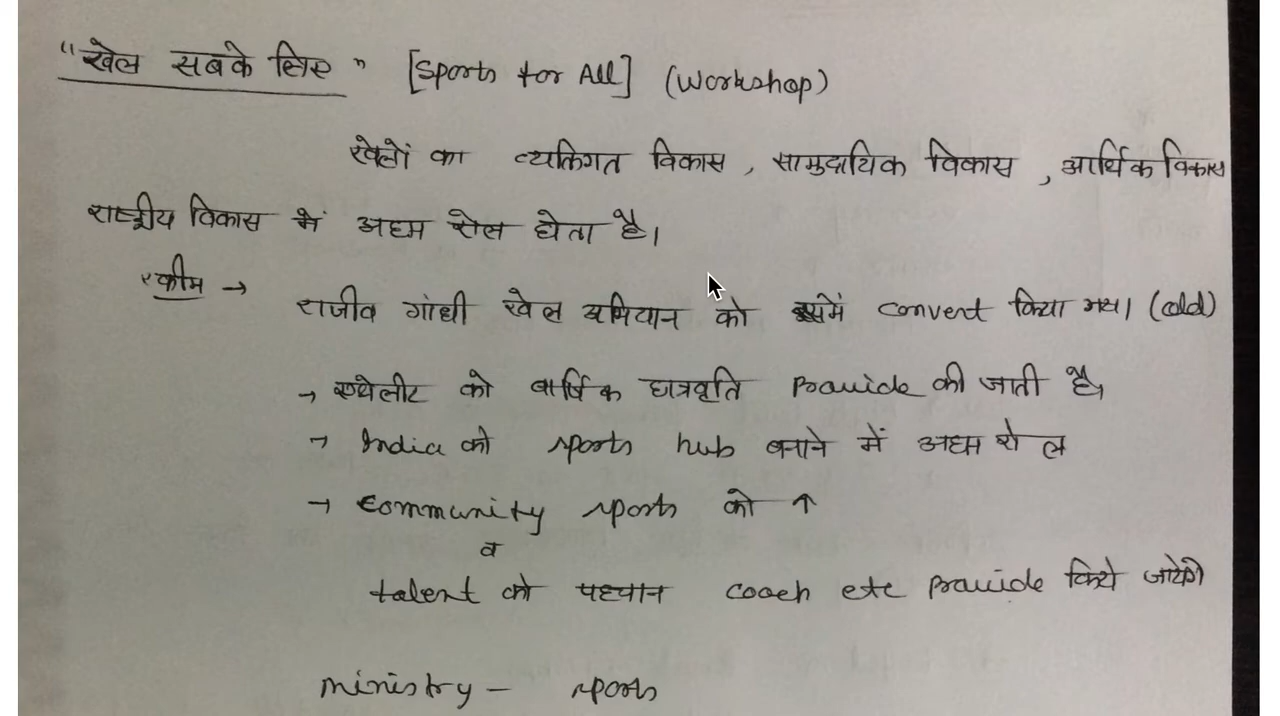 "खेल सबके लिए" [Sports for All] (Workshop)
खेलों का व्यक्तिगत विकास, सामुदायिक विकास, आर्थिक विकास
राष्ट्रीय विकास में अहम रोल होता है।
स्कीम → राजीव गांधी खेल अभियान को इसमें convert किया गया। (old)
→ एथेलीट को वार्षिक छात्रवृति Provide की जाती है,
→ India को sports hub बनाने में अहम रोल
→ Community sports को ↑
व
talent को पहचान coach etc Provide किये जायेंगे
ministry - sports